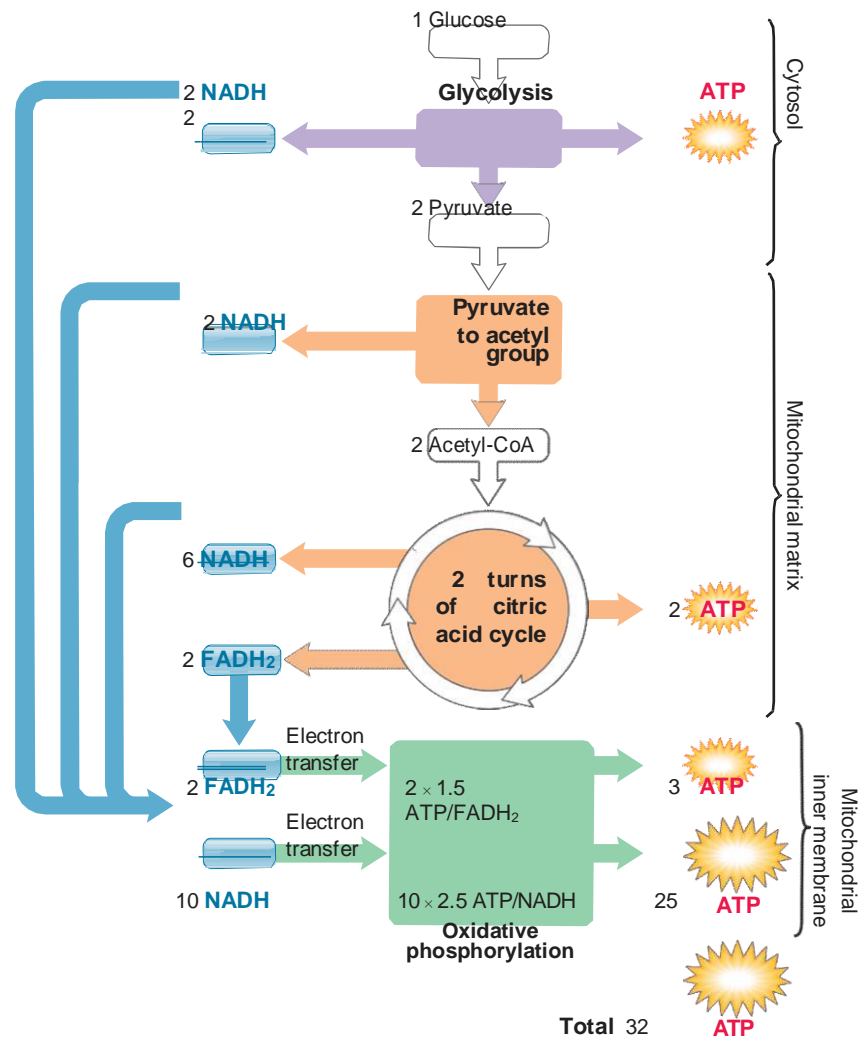 1 Glucose
2 NADH
2
Glycolysis
ATP
Cytosol
2 Pyruvate
2 NADH
Pyruvate
to acetyl
group
2 Acetyl-CoA
Mitochondrial matrix
6 NADH
2 turns
of citric
acid cycle
2 ATP
2 FADH₂
Electron
transfer
2 FADH₂
2 × 1.5
ATP/FADH₂
3 ATP
Mitochondrial
inner membrane
Electron
transfer
10 NADH
10 × 2.5 ATP/NADH
25
ATP
Oxidative
phosphorylation
Total 32
ATP